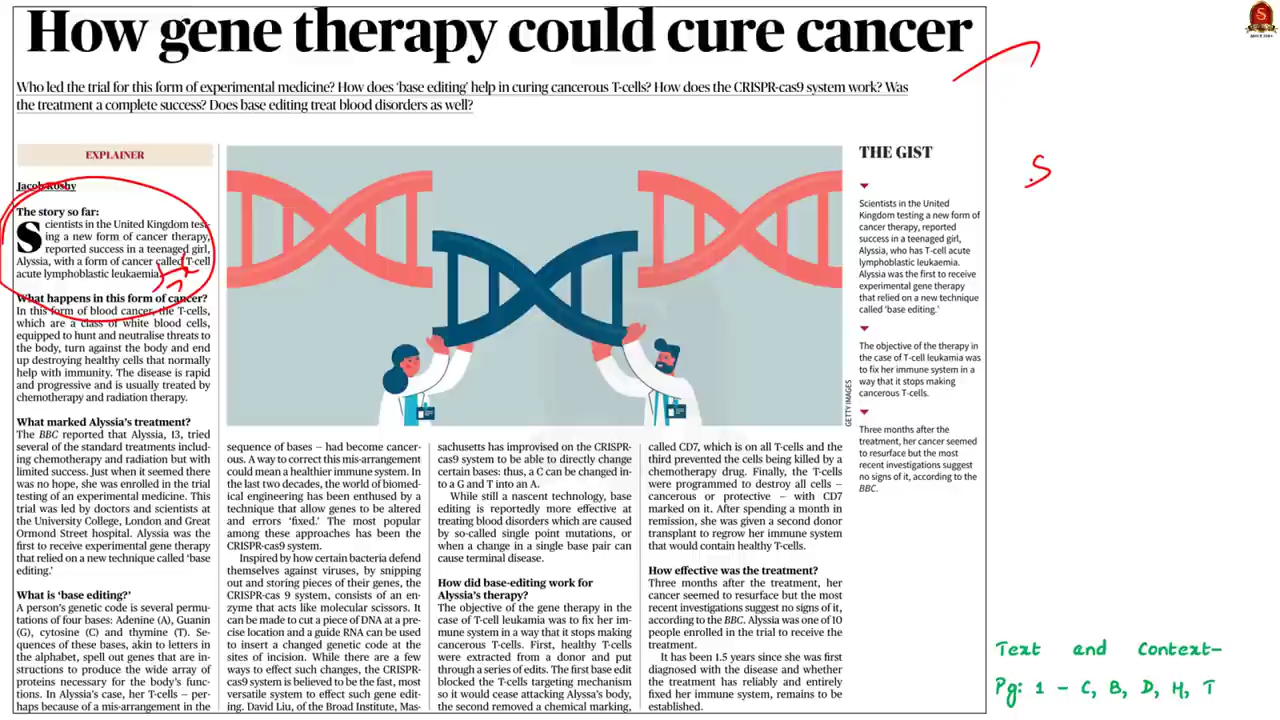 How gene therapy could cure cancer
Who led the trial for this form of experimental medicine? How does ‘base editing’ help in curing cancerous T-cells? How does the CRISPR-cas9 system work? Was
the treatment a complete success? Does base editing treat blood disorders as well?
EXPLAINER
Jacob Koshy
The story so far:
Scientists in the United Kingdom test-
ing a new form of cancer therapy,
reported success in a teenaged girl,
Alyssia, with a form of cancer called T-cell
acute lymphoblastic leukaemia.
What happens in this form of cancer?
In this form of blood cancer, the T-cells,
which are a class of white blood cells,
equipped to hunt and neutralise threats to
the body, turn against the body and end
up destroying healthy cells that normally
help with immunity. The disease is rapid
and progressive and is usually treated by
chemotherapy and radiation therapy.
What marked Alyssia’s treatment?
The BBC reported that Alyssia, 13, tried
several of the standard treatments includ-
ing chemotherapy and radiation but with
limited success. Just when it seemed there
was no hope, she was enrolled in the trial
testing of an experimental medicine. This
trial was led by doctors and scientists at
the University College, London and Great
Ormond Street hospital. Alyssia was the
first to receive experimental gene therapy
that relied on a new technique called ‘base
editing.’
What is ‘base editing?’
A person’s genetic code is several permu-
tations of four bases: Adenine (A), Guanin
(G), cytosine (C) and thymine (T). Se-
quences of these bases, akin to letters in
the alphabet, spell out genes that are in-
structions to produce the wide array of
proteins necessary for the body’s func-
tions. In Alyssia’s case, her T-cells – per-
haps because of a mis-arrangement in the
sequence of bases – had become cancer-
ous. A way to correct this mis-arrangement
could mean a healthier immune system. In
the last two decades, the world of biomed-
ical engineering has been enthused by a
technique that allow genes to be altered
and errors ‘fixed.’ The most popular
among these approaches has been the
CRISPR-cas9 system.
Inspired by how certain bacteria defend
themselves against viruses, by snipping
out and storing pieces of their genes, the
CRISPR-cas 9 system, consists of an en-
zyme that acts like molecular scissors. It
can be made to cut a piece of DNA at a pre-
cise location and a guide RNA can be used
to insert a changed genetic code at the
sites of incision. While there are a few
ways to effect such changes, the CRISPR-
cas9 system is believed to be the fast, most
versatile system to effect such gene edit-
ing. David Liu, of the Broad Institute, Mas-
sachusetts has improvised on the CRISPR-
cas9 system to be able to directly change
certain bases: thus, a C can be changed in-
to a G and T into an A.
While still a nascent technology, base
editing is reportedly more effective at
treating blood disorders which are caused
by so-called single point mutations, or
when a change in a single base pair can
cause terminal disease.
How did base-editing work for
Alyssia’s therapy?
The objective of the gene therapy in the
case of T-cell leukaemia was to fix her im-
mune system in a way that it stops making
cancerous T-cells. First, healthy T-cells
were extracted from a donor and put
through a series of edits. The first base edit
blocked the T-cells targeting mechanism
so it would cease attacking Alyssa’s body,
the second removed a chemical marking,
called CD7, which is on all T-cells and the
third prevented the cells being killed by a
chemotherapy drug. Finally, the T-cells
were programmed to destroy all cells –
cancerous or protective – with CD7
marked on it. After spending a month in
remission, she was given a second donor
transplant to regrow her immune system
that would contain healthy T-cells.
How effective was the treatment?
Three months after the treatment, her
cancer seemed to resurface but the most
recent investigations suggest no signs of it,
according to the BBC. Alyssia was one of 10
people enrolled in the trial to receive the
treatment.
It has been 1.5 years since she was first
diagnosed with the disease and whether
the treatment has reliably and entirely
fixed her immune system, remains to be
established.
GETTY IMAGES
THE GIST
Scientists in the United
Kingdom testing a new form of
cancer therapy, reported
success in a teenaged girl,
Alyssia, who has T-cell acute
lymphoblastic leukaemia.
Alyssia was the first to receive
experimental gene therapy
that relied on a new technique
called ‘base editing.’
The objective of the therapy in
the case of T-cell leukamia was
to fix her immune system in a
way that it stops making
cancerous T-cells.
Three months after the
treatment, her cancer seemed
to resurface but the most
recent investigations suggest
no signs of it, according to the
BBC.
S
Text and Context-
Pg: 1 – C, B, D, H, T